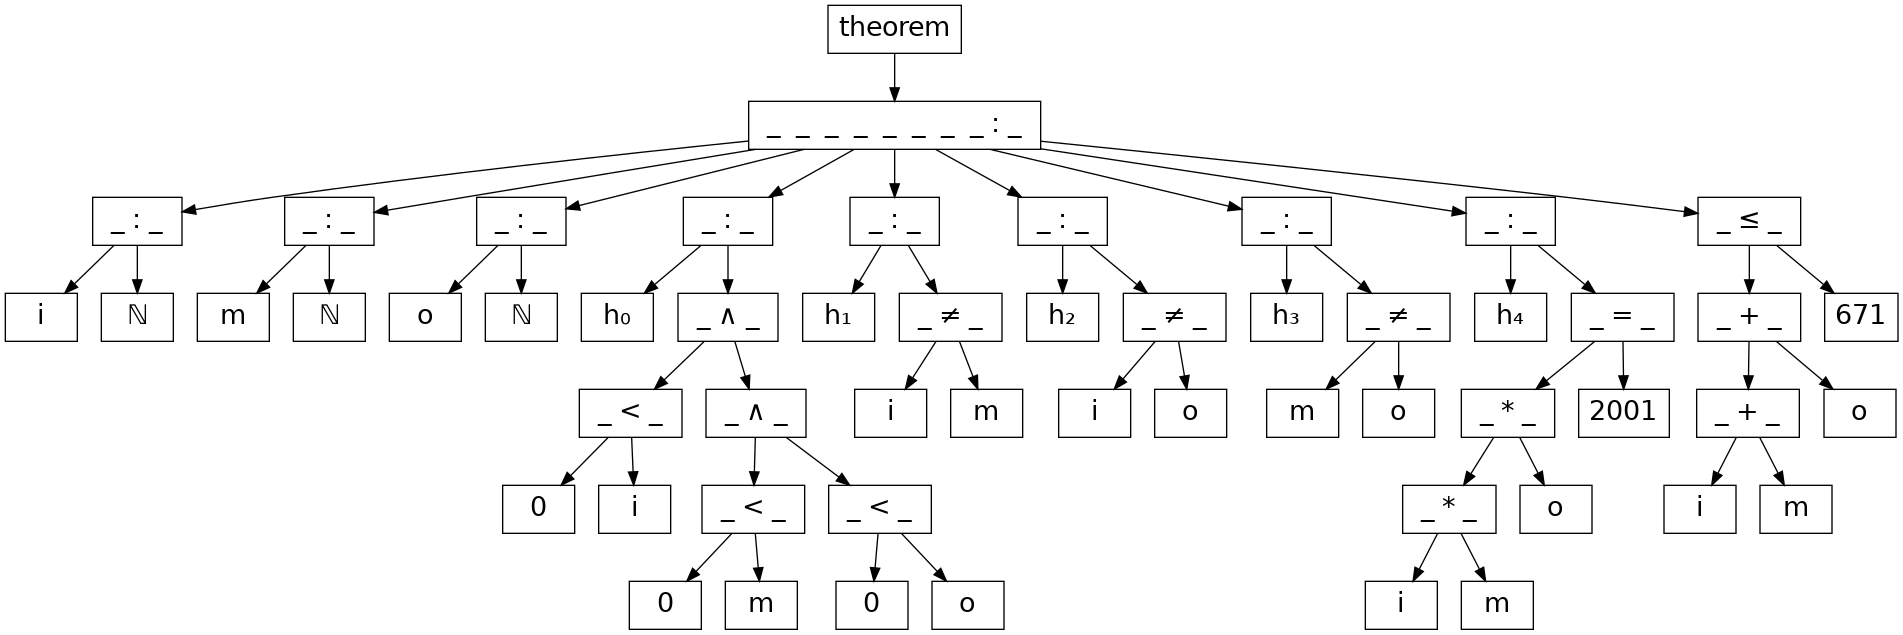 theorem
_ _ _ _ _ _ _ _ : _
_ : _ _ : _ _ : _ _ : _ _ : _ _ : _ _ : _ _ : _ _ ≤ _
i ℕ m ℕ o ℕ h₀ _ ∧ _ h₁ _ ≠ _ h₂ _ ≠ _ h₃ _ ≠ _ h₄ _ = _ _ + _ 671
_ < _ _ ∧ _ i m i o m o _ * _ 2001 _ + _ o
0 i _ < _ _ < _ _ * _ o i m
0 m 0 o i m